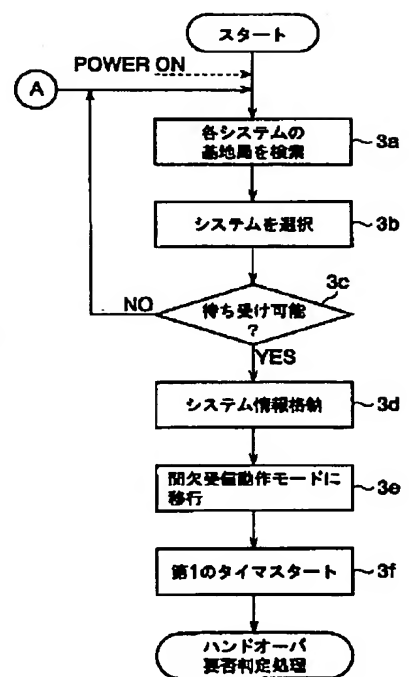 スタート
POWER ON
A
各システムの
基地局を検索
3a
システムを選択
3b
3c
待ち受け可能
?
NO
YES
システム情報格納
3d
間欠受信動作モードに
移行
3e
第1のタイマスタート
3f
ハンドオーバ
要否判定処理